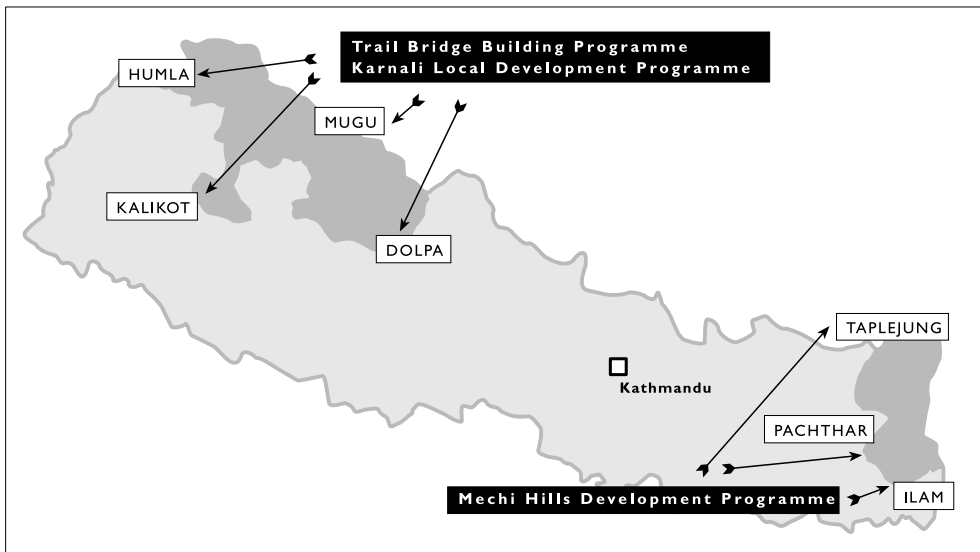 Trail Bridge Building Programme
Karnali Local Development Programme
HUMLA
MUGU
KALIKOT
DOLPA
TAPLEJUNG
Kathmandu
PACHTHAR
Mechi Hills Development Programme
ILAM